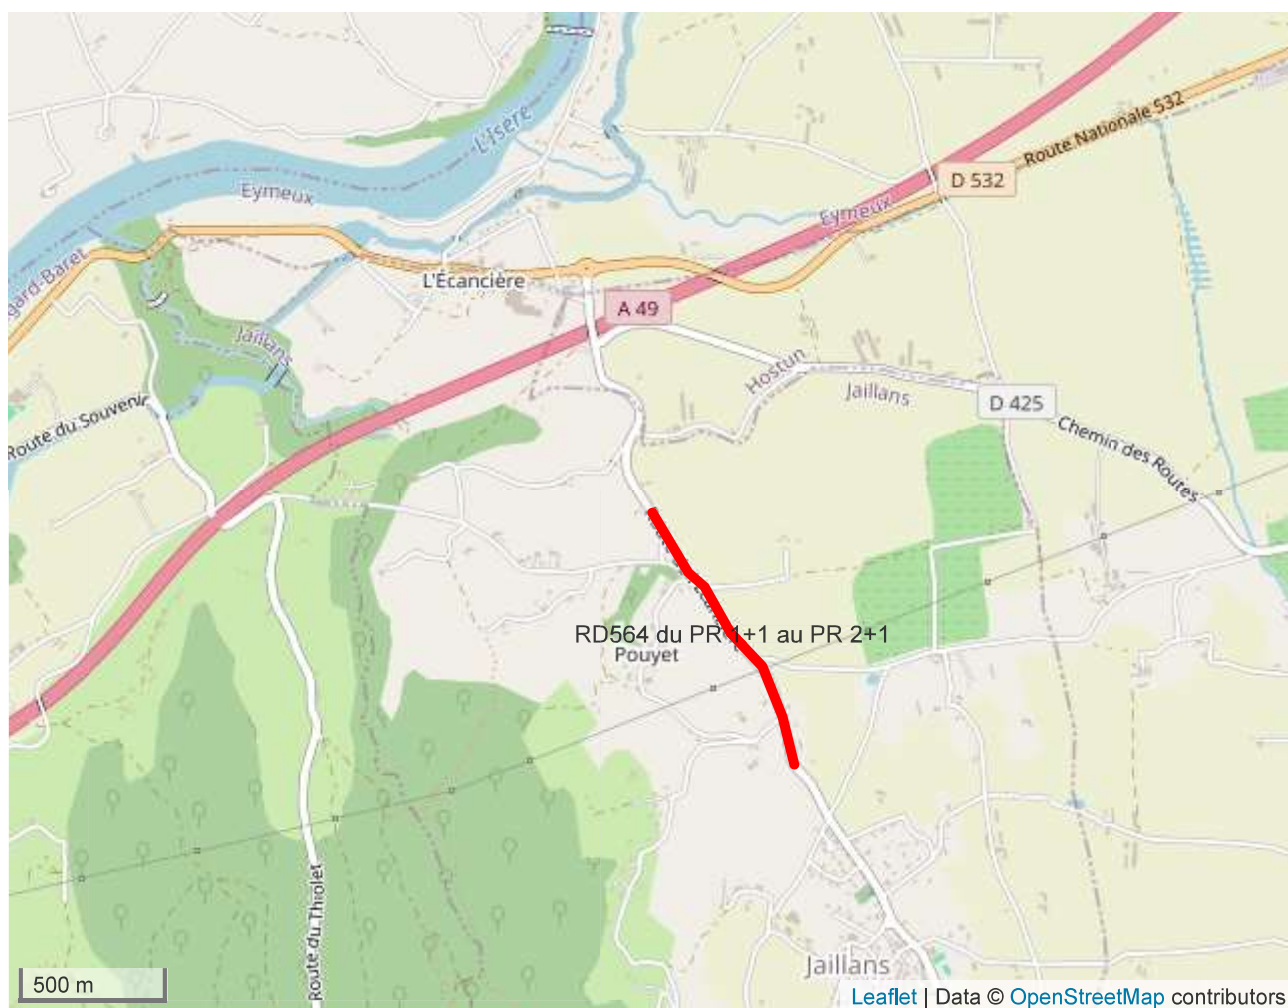 L'Isère
Route Nationale 532
D 532
Eymeux
Eymeux
gard-Baret
L'Écancière
A 49
Jaillans
Hostun
Jaillans
D 425
Route du Souvenir
Chemin des Routes
RD564 du PR 1+1 au PR 2+1
Pouyet
Route du Thiolet
Jaillans
500 m
Leaflet | Data © OpenStreetMap contributors